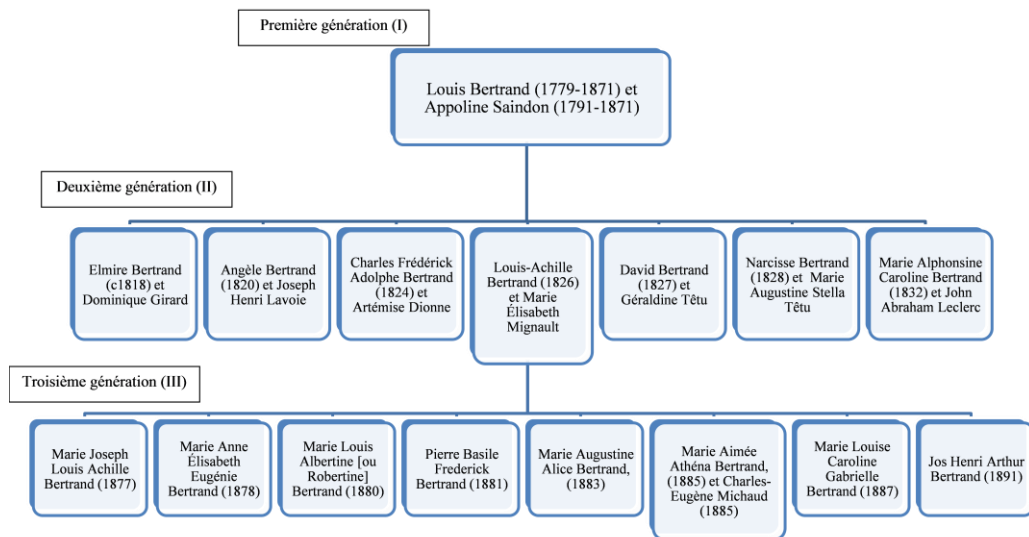 Première génération (I)
Louis Bertrand (1779-1871) et
Appoline Saindon (1791-1871)
Deuxième génération (II)
Elmire Bertrand
(c1818) et
Dominique Girard
Angèle Bertrand
(1820) et Joseph
Henri Lavoie
Charles Frédérick
Adolphe Bertrand
(1824) et
Artémise Dionne
Louis-Achille
Bertrand (1826)
et Marie
Élisabeth
Mignault
David Bertrand
(1827) et
Géraldine Têtu
Narcisse Bertrand
(1828) et Marie
Augustine Stella
Têtu
Marie Alphonsine
Caroline Bertrand
(1832) et John
Abraham Leclerc
Troisième génération (III)
Marie Joseph
Louis Achille
Bertrand (1877)
Marie Anne
Élisabeth
Eugénie
Bertrand (1878)
Marie Louis
Albertine [ou
Robertine]
Bertrand (1880)
Pierre Basile
Frederick
Bertrand (1881)
Marie Augustine
Alice Bertrand,
(1883)
Marie Aimée
Athéna Bertrand,
(1885) et Charles-
Eugène Michaud
(1885)
Marie Louise
Caroline
Gabrielle
Bertrand (1887)
Jos Henri Arthur
Bertrand (1891)